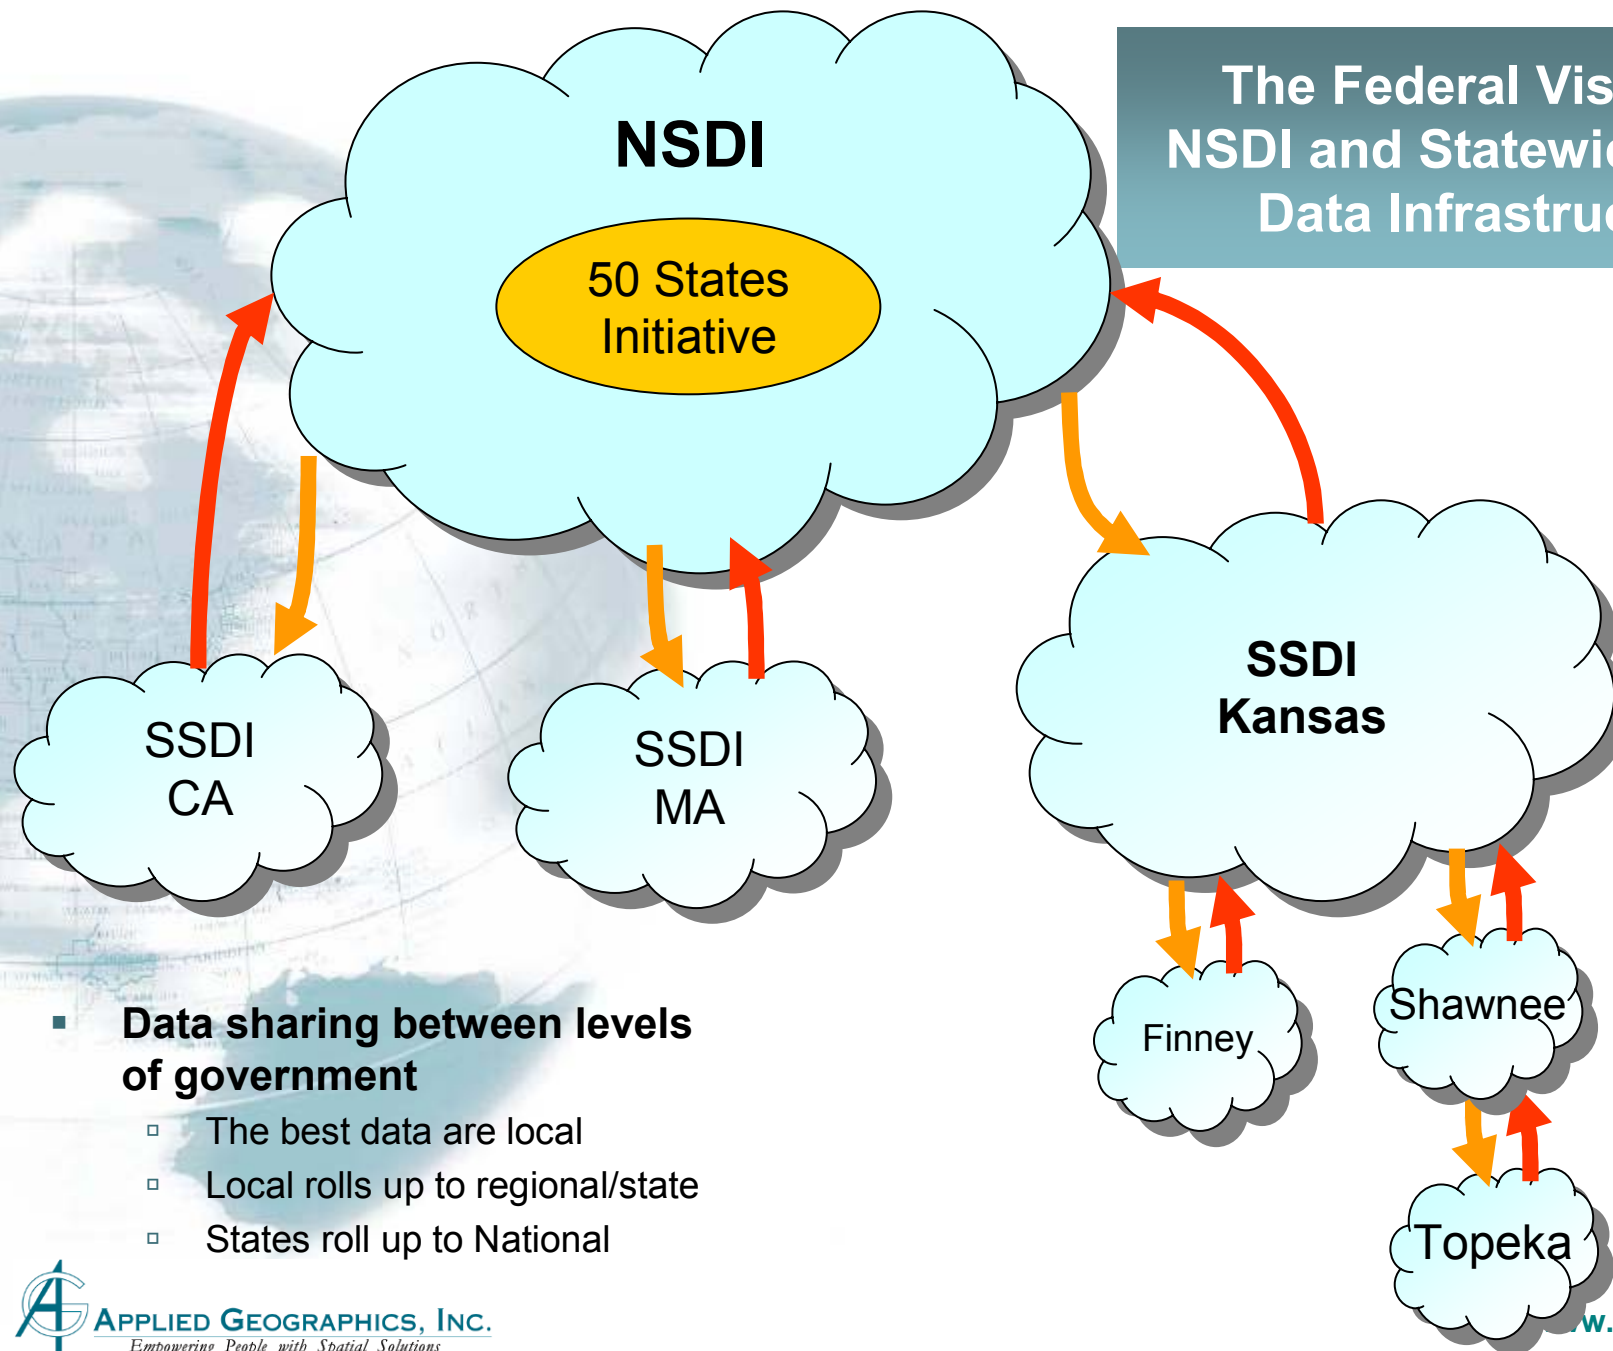 The Federal Vis
NSDI and Statewi
Data Infrastru
NSDI
50 States
Initiative
SSDI
CA
SSDI
MA
SSDI
Kansas
Finney
Shawnee
Topeka
Data sharing between levels
of government
The best data are local
Local rolls up to regional/state
States roll up to National
APPLIED GEOGRAPHICS, INC.
Empowering People with Spatial Solutions
w.